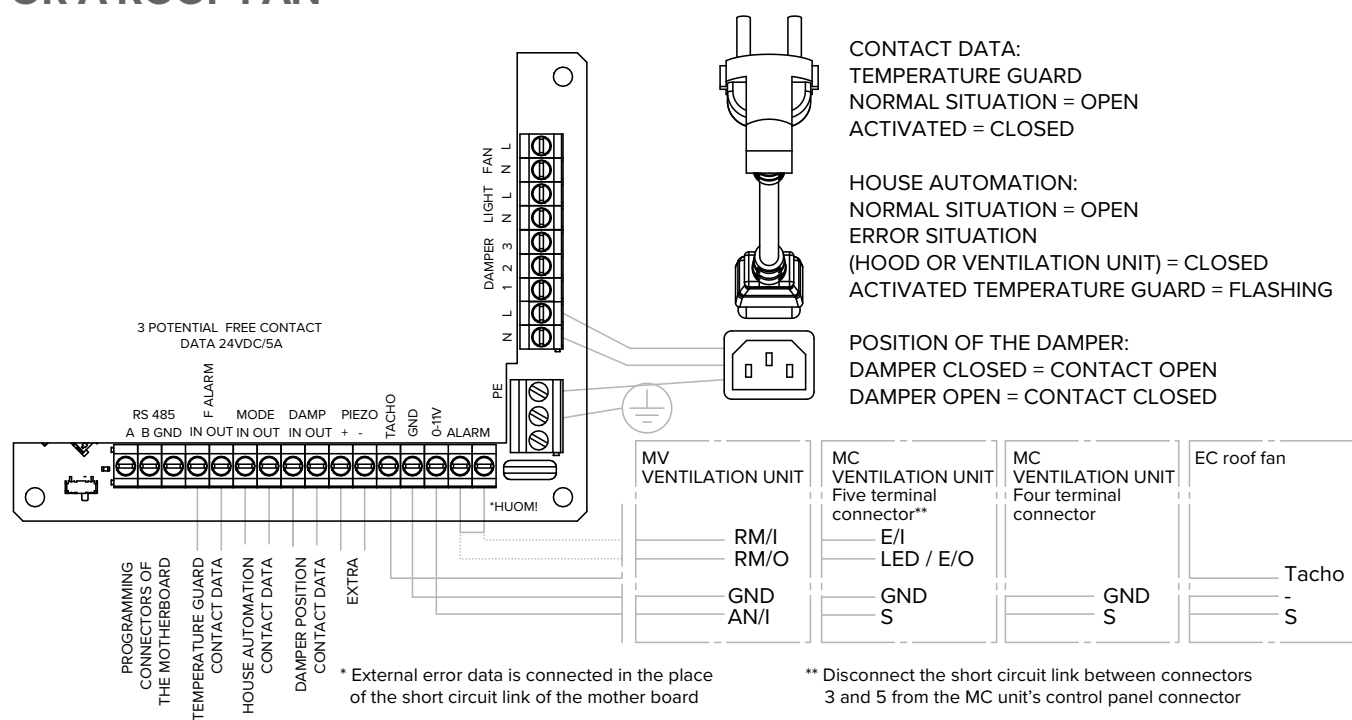 CONTACT DATA:
TEMPERATURE GUARD
NORMAL SITUATION = OPEN
ACTIVATED = CLOSED
HOUSE AUTOMATION:
NORMAL SITUATION = OPEN
ERROR SITUATION
(HOOD OR VENTILATION UNIT) = CLOSED
ACTIVATED TEMPERATURE GUARD = FLASHING
POSITION OF THE DAMPER:
DAMPER CLOSED = CONTACT OPEN
DAMPER OPEN = CONTACT CLOSED
FAN
LIGHT
DAMPER
L
N
L
N
3
2
1
L
N
PE
3 POTENTIAL FREE CONTACT
DATA 24VDC/5A
RS 485
F ALARM
MODE
DAMP
PIEZO
TACHO
GND
0-11V
ALARM
A B GND IN OUT IN OUT IN OUT + -
*HUOM!
PROGRAMMING
CONNECTORS OF
THE MOTHERBOARD
TEMPERATURE GUARD
CONTACT DATA
HOUSE AUTOMATION
CONTACT DATA
DAMPER POSITION
CONTACT DATA
EXTRA
MV
VENTILATION UNIT
RM/I
RM/O
GND
AN/I
MC
VENTILATION UNIT
Five terminal
connector**
E/I
LED / E/O
GND
S
MC
VENTILATION UNIT
Four terminal
connector
GND
S
EC roof fan
Tacho
-
S
* External error data is connected in the place
of the short circuit link of the mother board
** Disconnect the short circuit link between connectors
3 and 5 from the MC unit's control panel connector